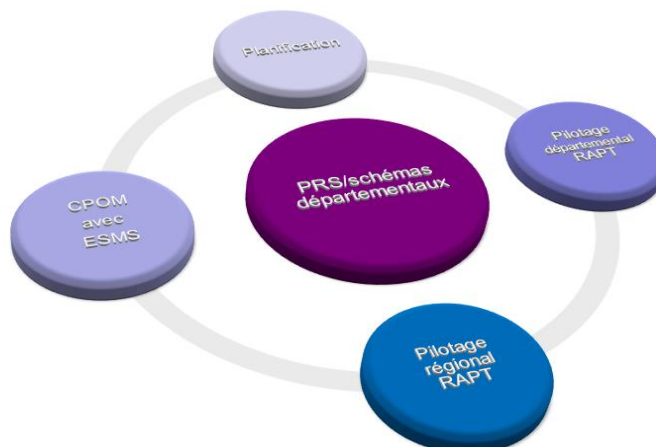 Planification
Pilotage
départemental
RAPT
PRS/schémas
départementaux
CPOM
avec
ESMS
Pilotage
régional
RAPT